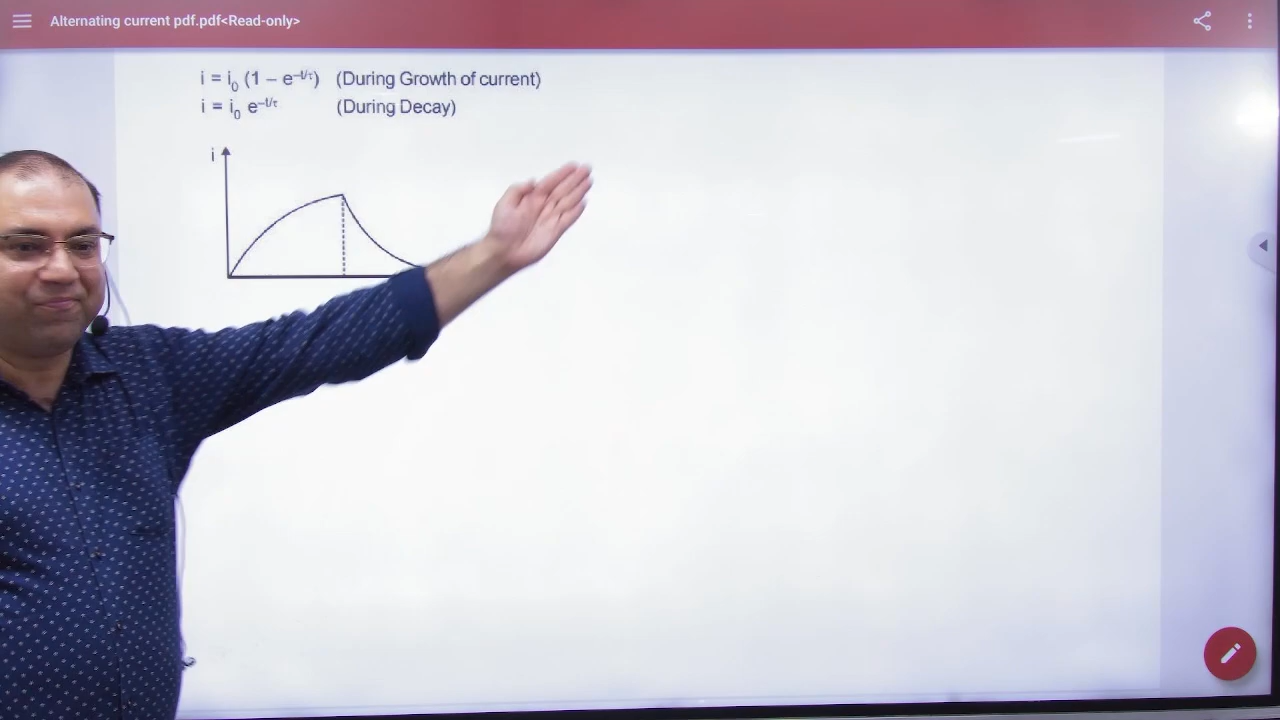 Alternating current pdf.pdf<Read-only>
i = i₀ (1 – e^–t/τ) (During Growth of current)
i = i₀ e^–t/τ (During Decay)
i